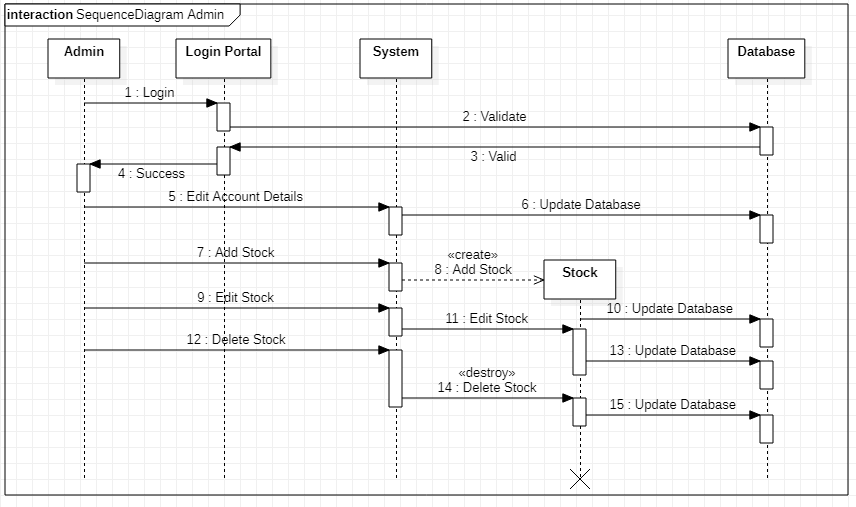 interaction SequenceDiagram Admin
Admin
Login Portal
System
Database
1 : Login
2 : Validate
3 : Valid
4 : Success
5 : Edit Account Details
6 : Update Database
7 : Add Stock
«create»
8 : Add Stock
Stock
9 : Edit Stock
10 : Update Database
11 : Edit Stock
12 : Delete Stock
13 : Update Database
«destroy»
14 : Delete Stock
15 : Update Database